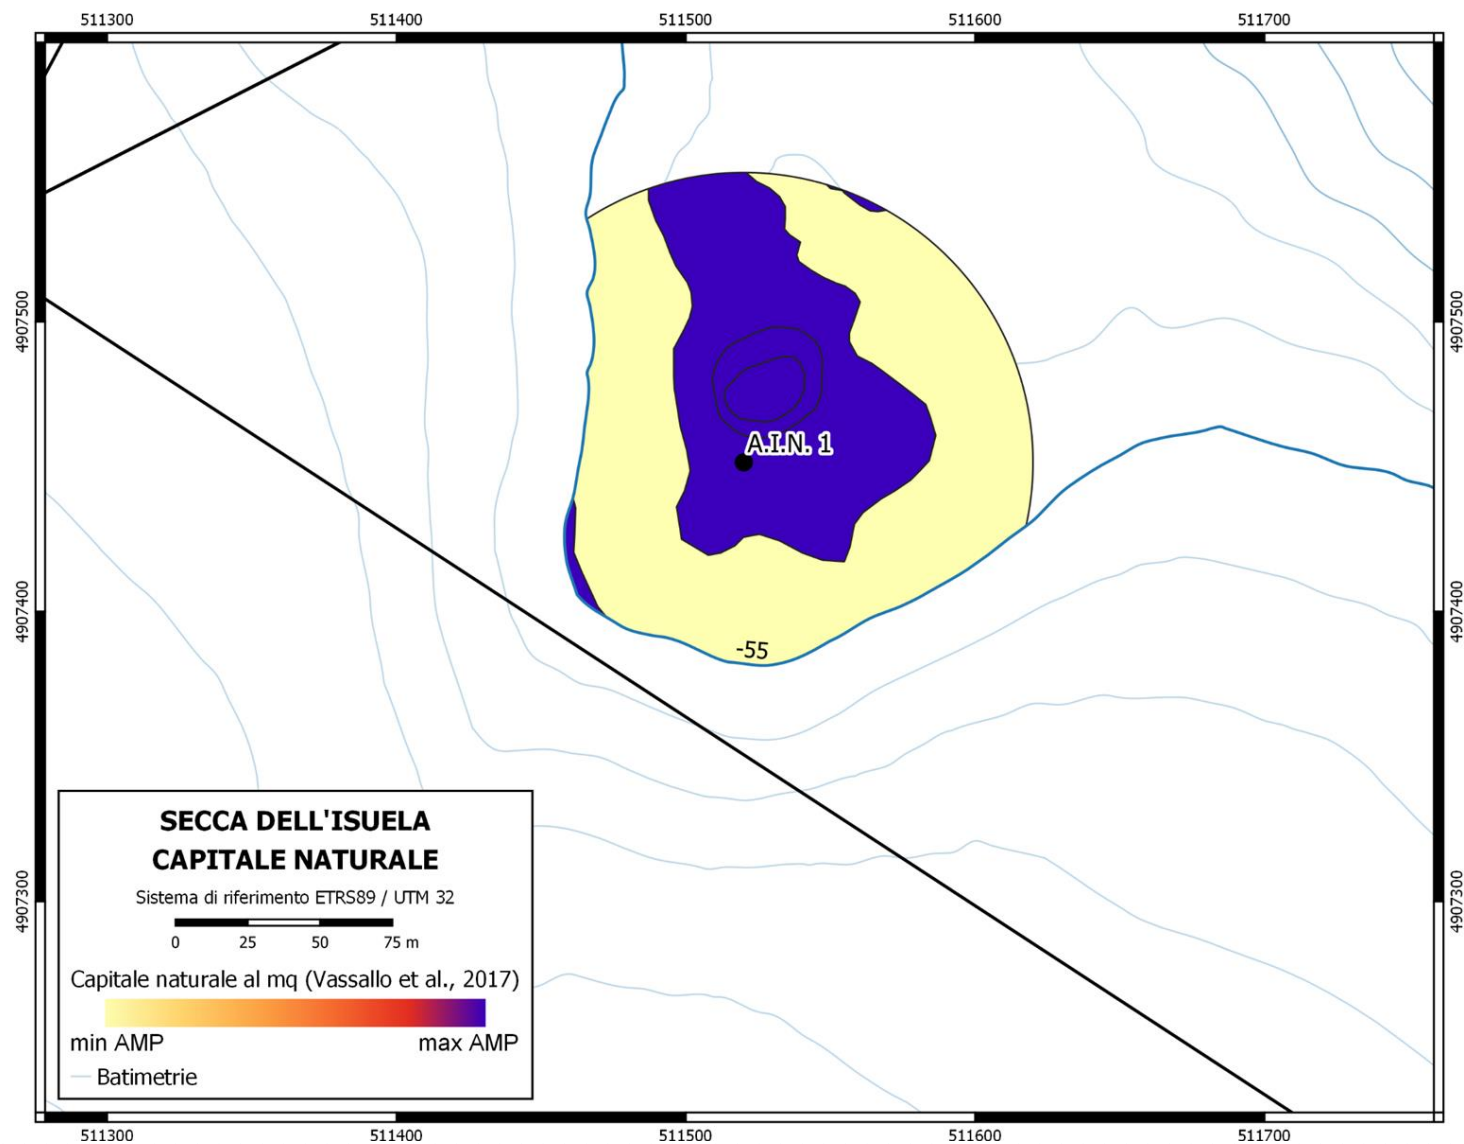 511300 511400 511500 511600 511700
4907500 4907500
A.I.N. 1
4907400 4907400
-55
4907300 4907300
SECCA DELL'ISUELA
CAPITALE NATURALE
Sistema di riferimento ETRS89 / UTM 32
0 25 50 75 m
Capitale naturale al mq (Vassallo et al., 2017)
min AMP max AMP
Batimetrie
511300 511400 511500 511600 511700